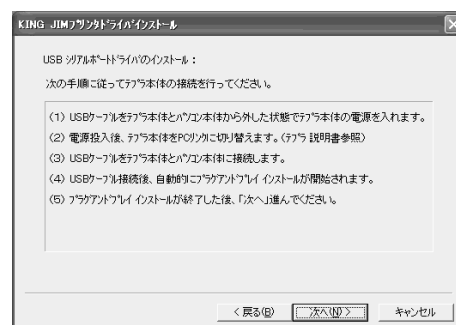 KING JIMﾌﾟﾘﾝﾀﾄﾞﾗｲﾊﾞｲﾝｽﾄｰﾙ
USB ｼﾘｱﾙﾎﾟｰﾄﾄﾞﾗｲﾊﾞのｲﾝｽﾄｰﾙ：
次の手順に従ってﾃﾌﾟﾗ本体の接続を行ってください。
(1) USBｹｰﾌﾞﾙをﾃﾌﾟﾗ本体とﾊﾟｿｺﾝ本体から外した状態でﾃﾌﾟﾗ本体の電源を入れます。
(2) 電源投入後、ﾃﾌﾟﾗ本体をPCﾘﾝｸに切り替えます。（ﾃﾌﾟﾗ 説明書参照）
(3) USBｹｰﾌﾞﾙをﾃﾌﾟﾗ本体とﾊﾟｿｺﾝ本体に接続します。
(4) USBｹｰﾌﾞﾙ接続後、自動的にﾌﾟﾗｸﾞｱﾝﾄﾞﾌﾟﾚｲ ｲﾝｽﾄｰﾙが開始されます。
(5) ﾌﾟﾗｸﾞｱﾝﾄﾞﾌﾟﾚｲ ｲﾝｽﾄｰﾙが終了した後、「次へ」進んでください。
< 戻る(B) 次へ(N) > キャンセル